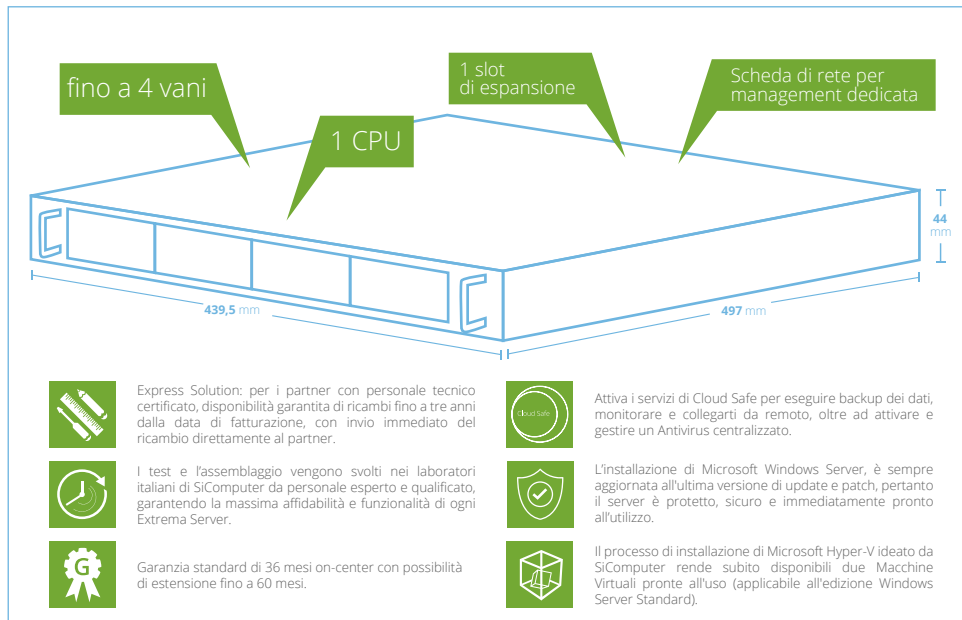 fino a 4 vani
1 CPU
1 slot
di espansione
Scheda di rete per
management dedicata
44
mm
439,5 mm
497 mm
Express Solution: per i partner con personale tecnico
certificato, disponibilità garantita di ricambi fino a tre anni
dalla data di fatturazione, con invio immediato del
ricambio direttamente al partner.
I test e l'assemblaggio vengono svolti nei laboratori
italiani di SiComputer da personale esperto e qualificato,
garantendo la massima affidabilità e funzionalità di ogni
Extrema Server.
G
Garanzia standard di 36 mesi on-center con possibilità
di estensione fino a 60 mesi.
Cloud Safe
Attiva i servizi di Cloud Safe per eseguire backup dei dati,
monitorare e collegarti da remoto, oltre ad attivare e
gestire un Antivirus centralizzato.
L'installazione di Microsoft Windows Server, è sempre
aggiornata all'ultima versione di update e patch, pertanto
il server è protetto, sicuro e immediatamente pronto
all'utilizzo.
Il processo di installazione di Microsoft Hyper-V ideato da
SiComputer rende subito disponibili due Macchine
Virtuali pronte all'uso (applicabile all'edizione Windows
Server Standard).